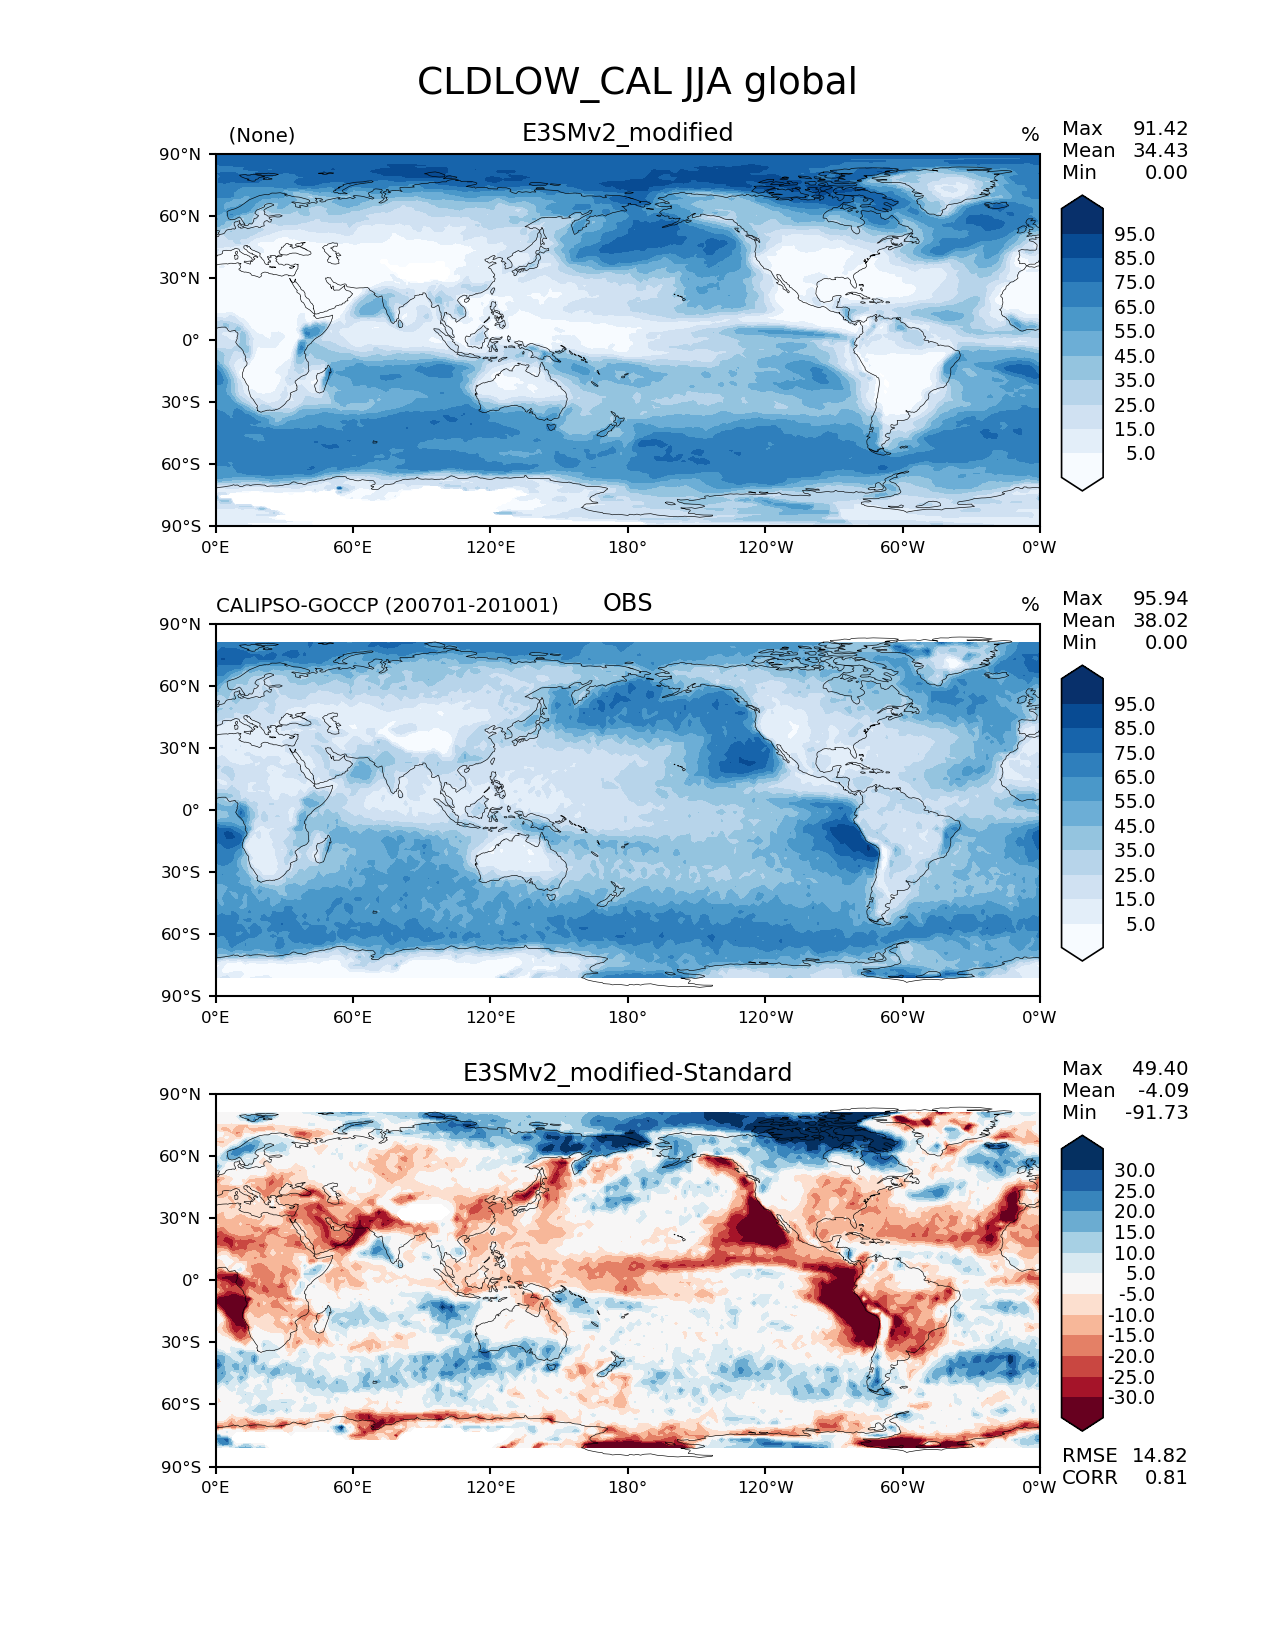 CLDLOW_CAL JJA global
(None) E3SMv2_modified %
Max 91.42
Mean 34.43
Min 0.00
90°N
60°N
30°N
0°
30°S
60°S
90°S
0°E 60°E 120°E 180° 120°W 60°W 0°W
95.0
85.0
75.0
65.0
55.0
45.0
35.0
25.0
15.0
5.0
CALIPSO-GOCCP (200701-201001) OBS %
Max 95.94
Mean 38.02
Min 0.00
90°N
60°N
30°N
0°
30°S
60°S
90°S
0°E 60°E 120°E 180° 120°W 60°W 0°W
95.0
85.0
75.0
65.0
55.0
45.0
35.0
25.0
15.0
5.0
E3SMv2_modified-Standard
Max 49.40
Mean -4.09
Min -91.73
90°N
60°N
30°N
0°
30°S
60°S
90°S
0°E 60°E 120°E 180° 120°W 60°W 0°W
30.0
25.0
20.0
15.0
10.0
5.0
-5.0
-10.0
-15.0
-20.0
-25.0
-30.0
RMSE 14.82
CORR 0.81